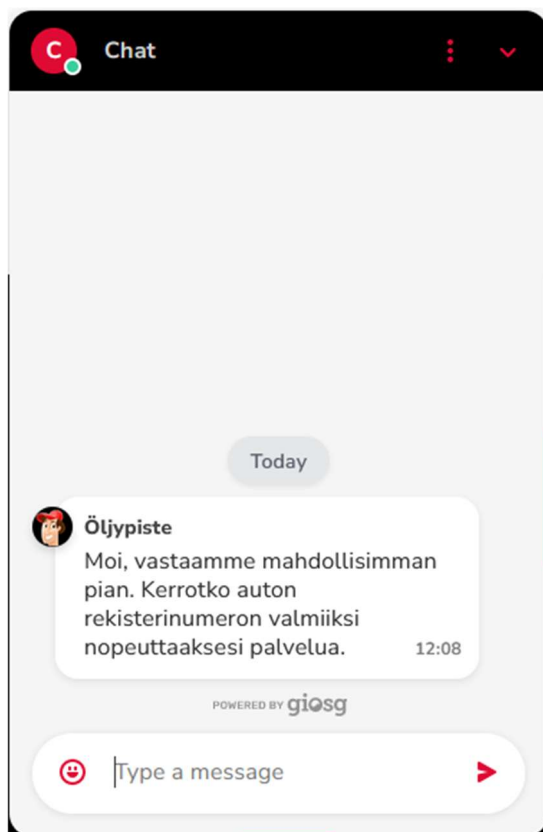 C
Chat
Today
Öljypiste
Moi, vastaamme mahdollisimman
pian. Kerrotko auton
rekisterinumeron valmiiksi
nopeuttaaksesi palvelua.
12:08
POWERED BY giosg
Type a message